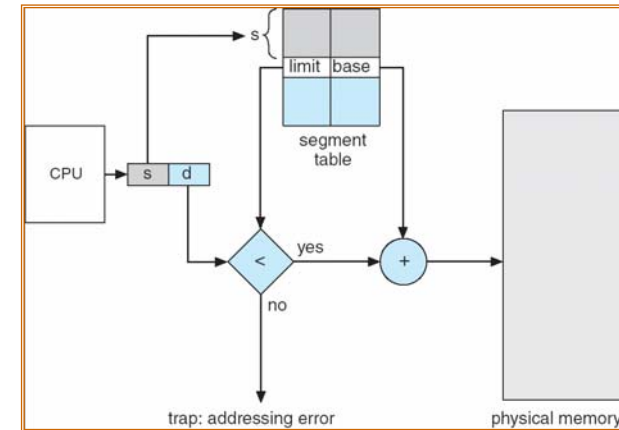 s
limit base
segment
table
CPU
s d
<
yes
+
no
trap: addressing error
physical memory